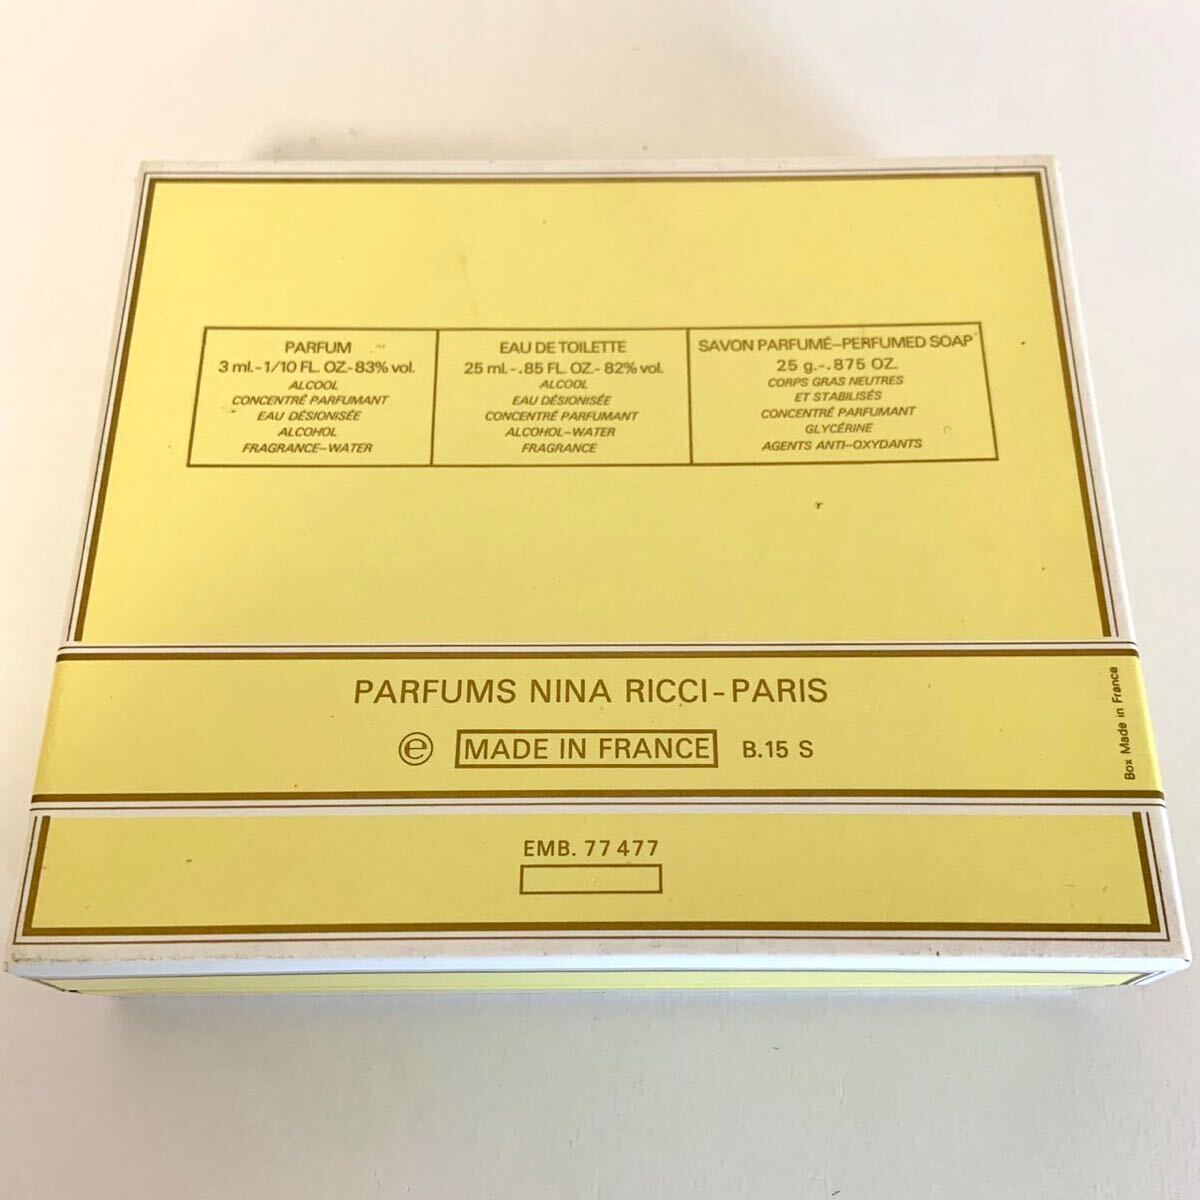 PARFUM
3 ml.-1/10 FL. OZ.-83% vol.
ALCOOL
CONCENTRÉ PARFUMANT
EAU DÉSIONISÉE
ALCOHOL
FRAGRANCE-WATER
EAU DE TOILETTE
25 ml.-.85 FL. OZ.-82% vol.
ALCOOL
EAU DÉSIONISÉE
CONCENTRÉ PARFUMANT
ALCOHOL-WATER
FRAGRANCE
SAVON PARFUMÉ-PERFUMED SOAP
25 g.-.875 OZ.
CORPS GRAS NEUTRES
ET STABILISÉS
CONCENTRÉ PARFUMANT
GLYCÉRINE
AGENTS ANTI-OXYDANTS
PARFUMS NINA RICCI-PARIS
℮ MADE IN FRANCE B.15 S
Box Made in France
EMB. 77 477